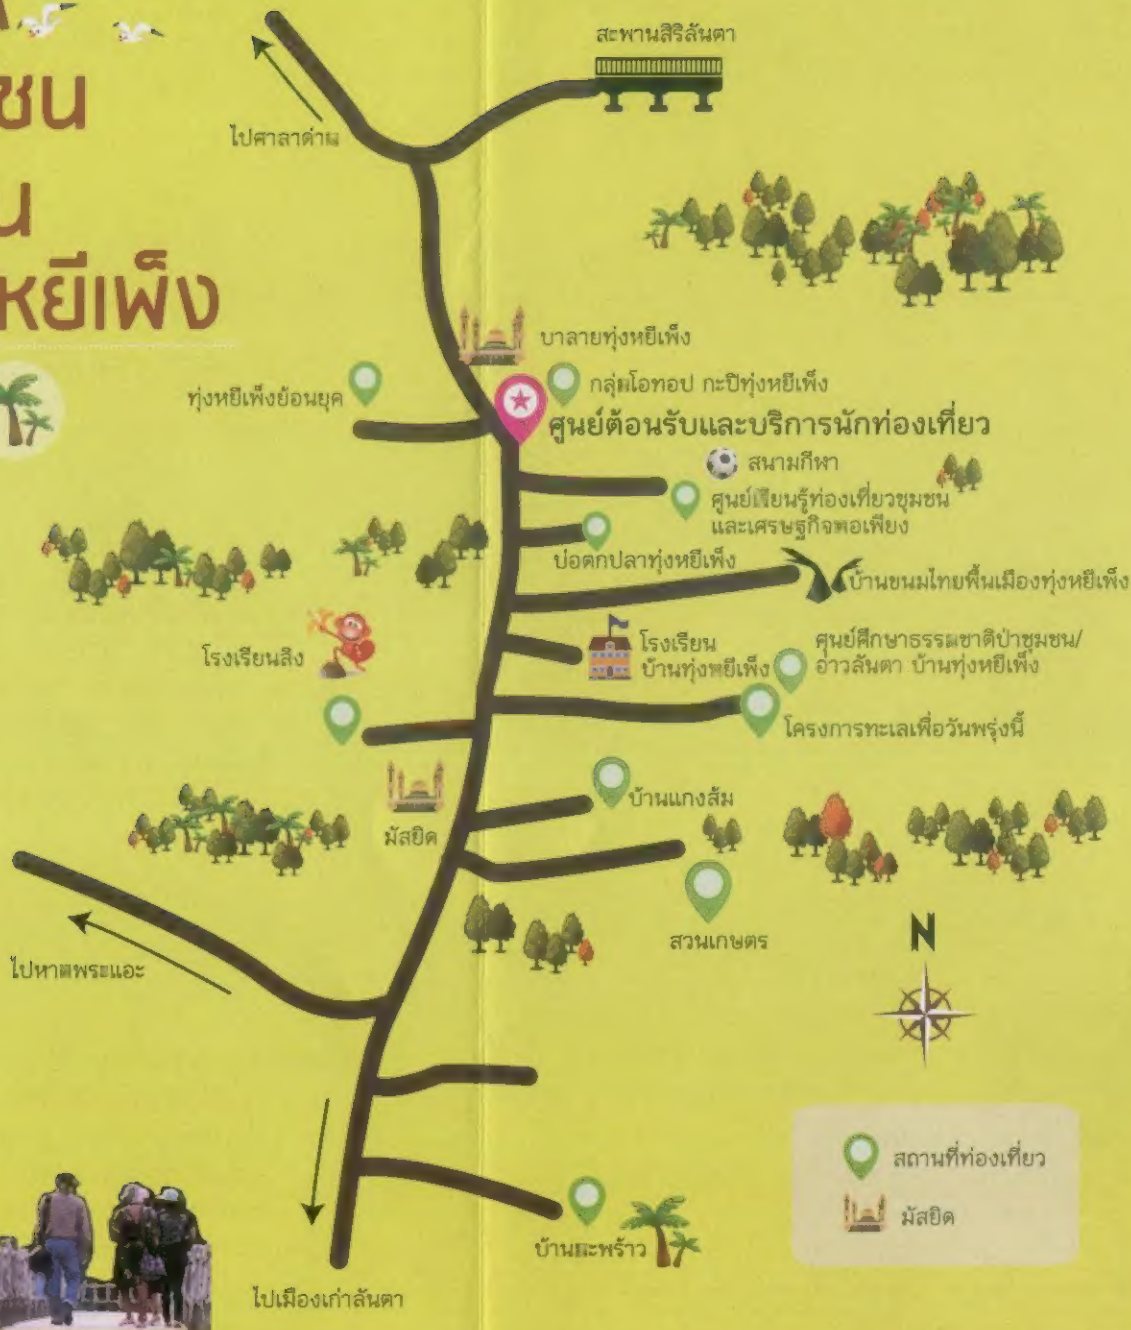 ชน
น
หยีเพ็ง
สะพานสิริลันตา
ไปศาลาด่าน
บาลายทุ่งหยีเพ็ง
ทุ่งหยีเพ็งย้อนยุค
กลุ่มโอทอป กะปิทุ่งหยีเพ็ง
ศูนย์ต้อนรับและบริการนักท่องเที่ยว
สนามกีฬา
ศูนย์เรียนรู้ท่องเที่ยวชุมชน
และเศรษฐกิจพอเพียง
บ่อตกปลาทุ่งหยีเพ็ง
บ้านขนมไทยพื้นเมืองทุ่งหยีเพ็ง
โรงเรียนลิง
โรงเรียน
บ้านทุ่งหยีเพ็ง
ศูนย์ศึกษาธรรมชาติป่าชุมชน/
อ่าวลันตา บ้านทุ่งหยีเพ็ง
โครงการทะเลเพื่อวันพรุ่งนี้
บ้านแกงส้ม
มัสยิด
สวนเกษตร
N
ไปหาดพระแอะ
สถานที่ท่องเที่ยว
มัสยิด
บ้านมะพร้าว
ไปเมืองเก่าลันตา